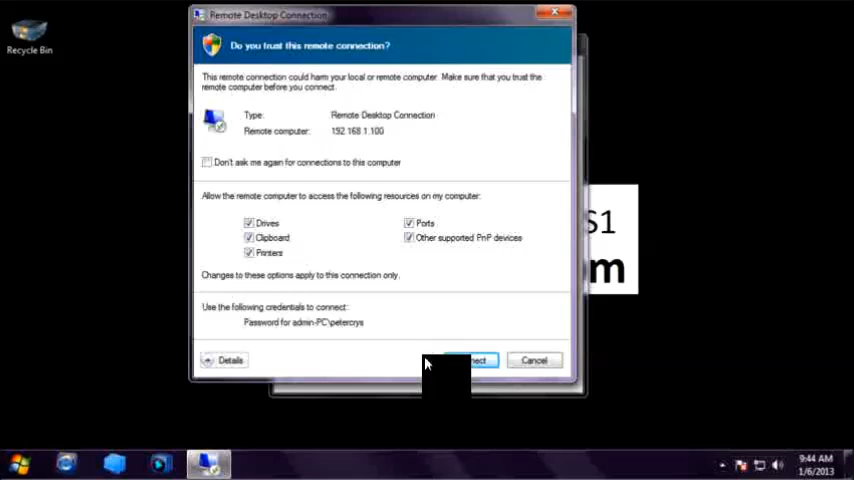 Recycle Bin
Remote Desktop Connection
Do you trust this remote connection?
This remote connection could harm your local or remote computer. Make sure that you trust the
remote computer before you connect.
Type: Remote Desktop Connection
Remote computer: 192.168.1.100
Don't ask me again for connections to this computer
Allow the remote computer to access the following resources on my computer:
Drives
Ports
Clipboard
Other supported PnP devices
Printers
Changes to these options apply to this connection only.
Use the following credentials to connect:
Password for admin-PC\petercrys
Details
Cancel
S1
m
9:44 AM
1/6/2013